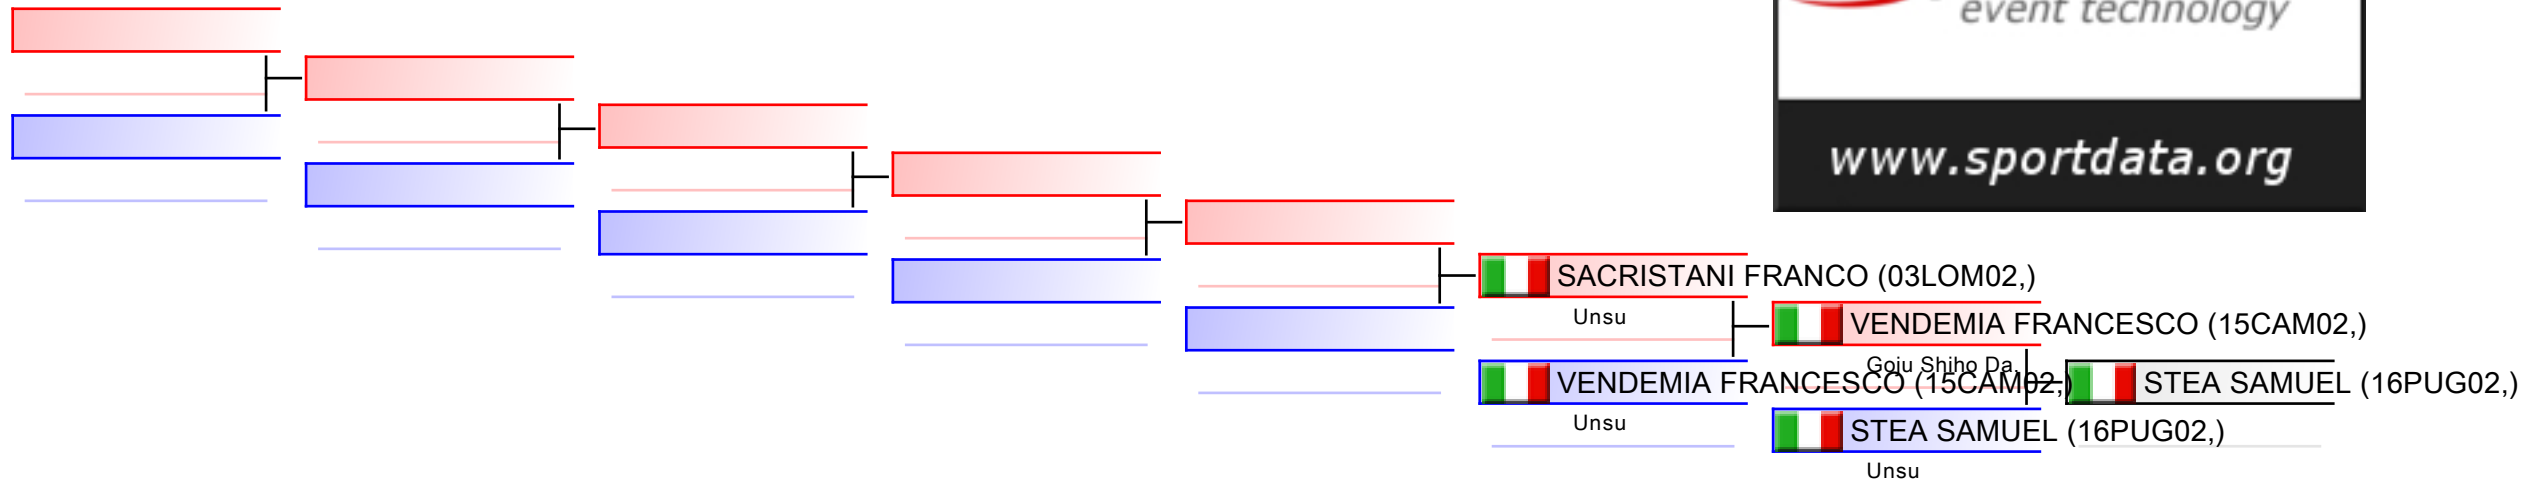 event technology
www.sportdata.org
SACRISTANI FRANCO (03LOM02,)
Unsu
VENDEMIA FRANCESCO (15CAM02,)
Goju Shiho Da.
VENDEMIA FRANCESCO (15CAM02,)
Unsu
STEA SAMUEL (16PUG02,)
STEA SAMUEL (16PUG02,)
Unsu